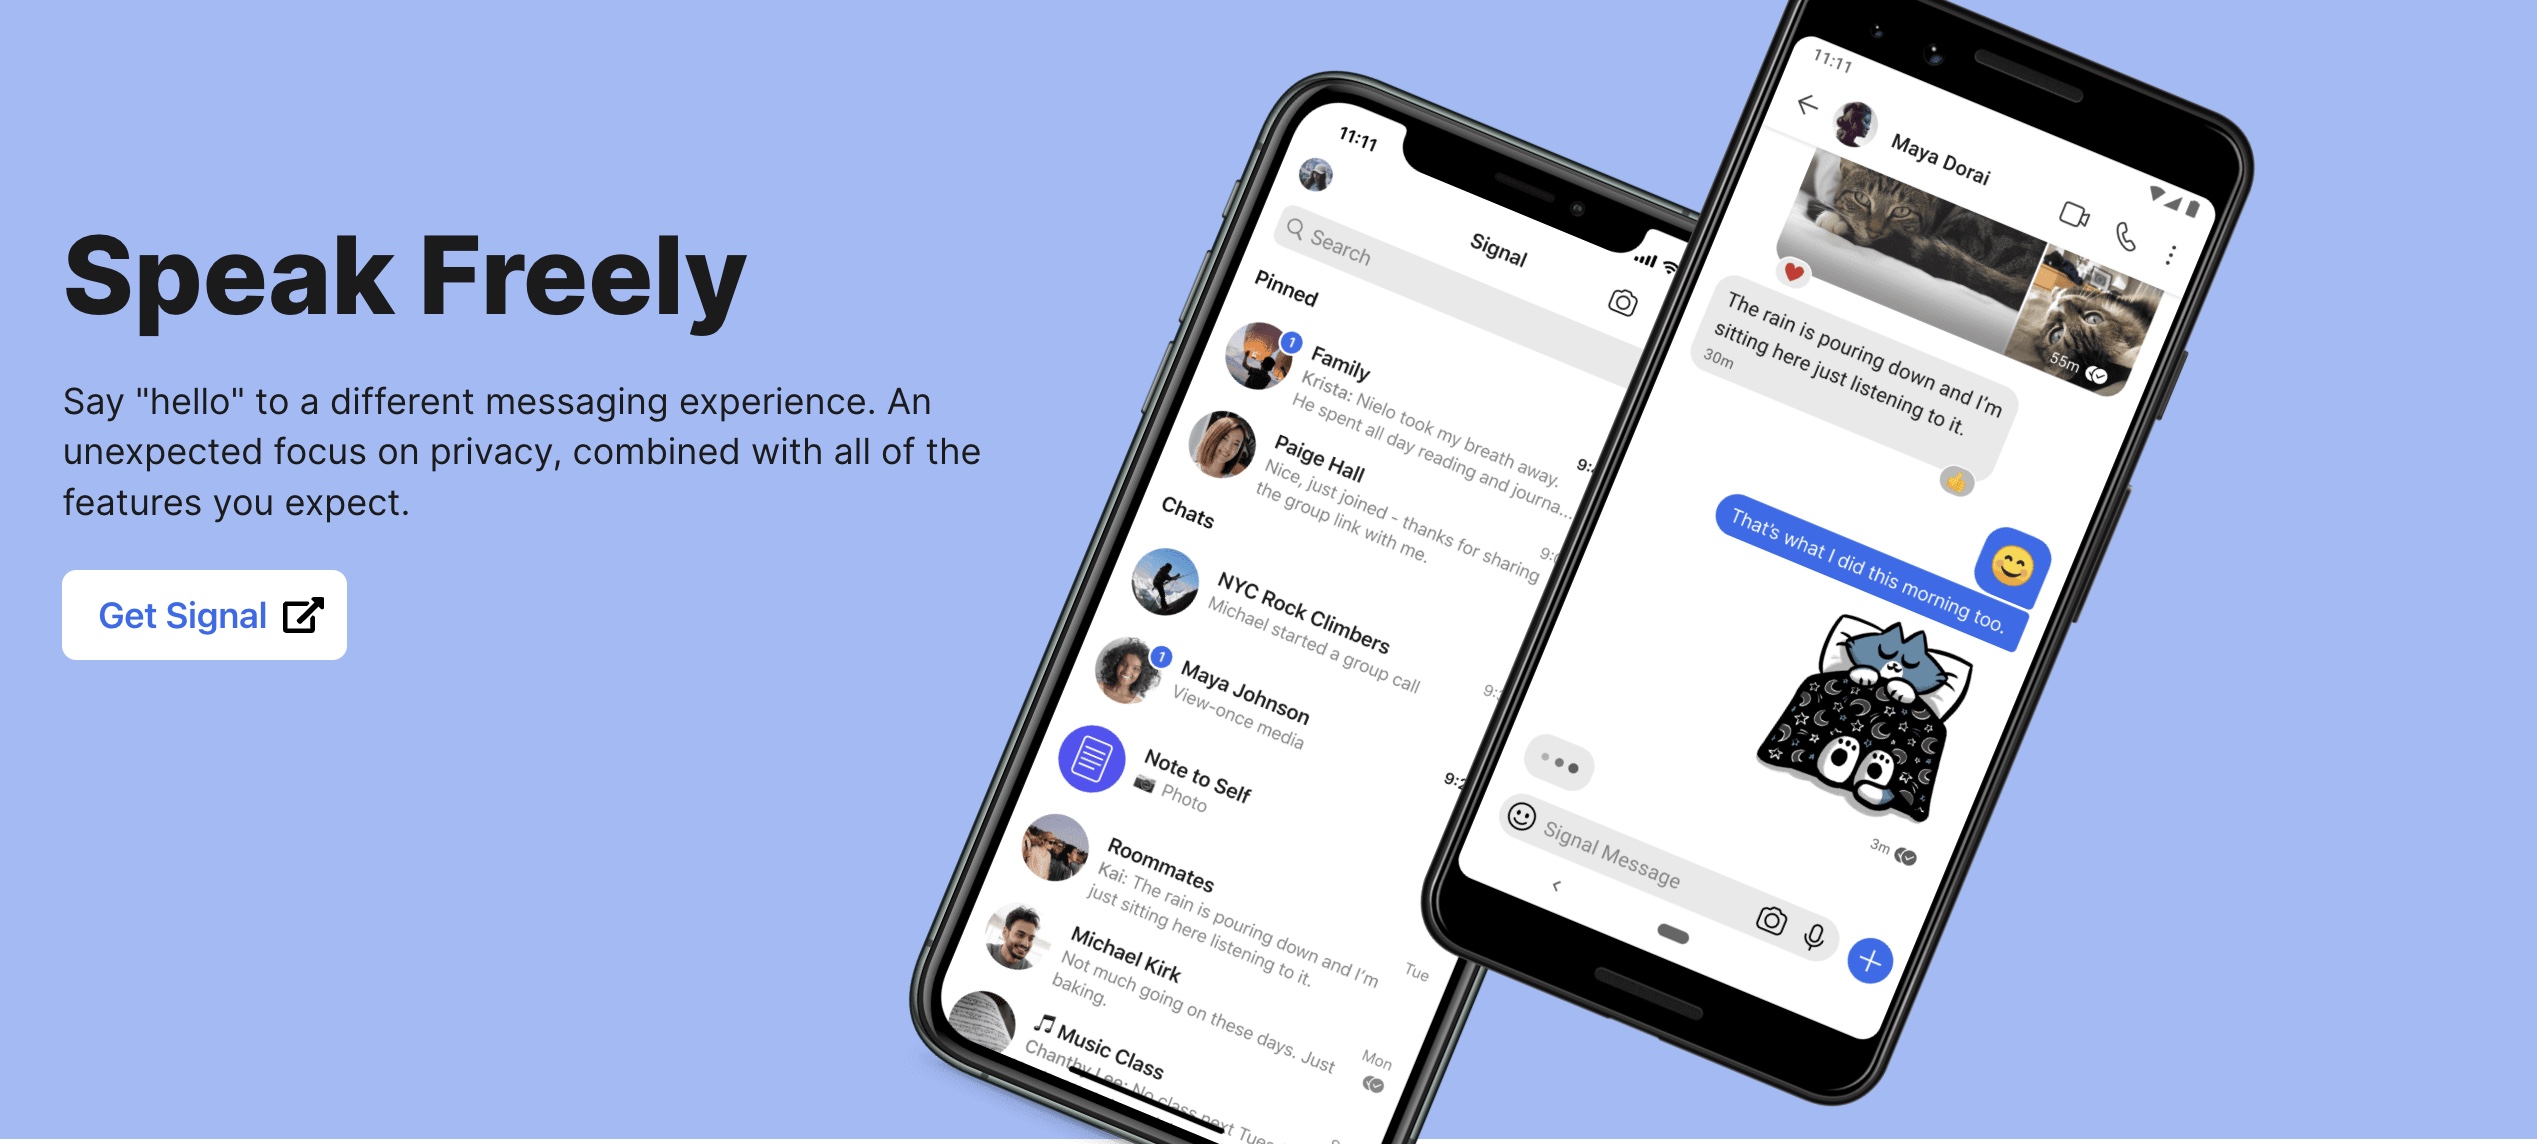 Speak Freely
Say "hello" to a different messaging experience. An
unexpected focus on privacy, combined with all of the
features you expect.
Get Signal
11:11
Signal
Search
Pinned
1
Family
Krista: Nielo took my breath away.
He spent all day reading and journa...
Paige Hall
Nice, just joined - thanks for sharing
the group link with me.
Chats
NYC Rock Climbers
Michael started a group call
1
Maya Johnson
View-once media
Note to Self
Photo
Roommates
Kai: The rain is pouring down and I'm
just sitting here listening to it.
Tue
Michael Kirk
Not much going on these days. Just
baking.
Mon
Music Class
Chanthy Lee: No class next
11:11
Maya Dorai
55m
The rain is pouring down and I'm
sitting here just listening to it.
30m
That's what I did this morning too.
3m
Signal Message